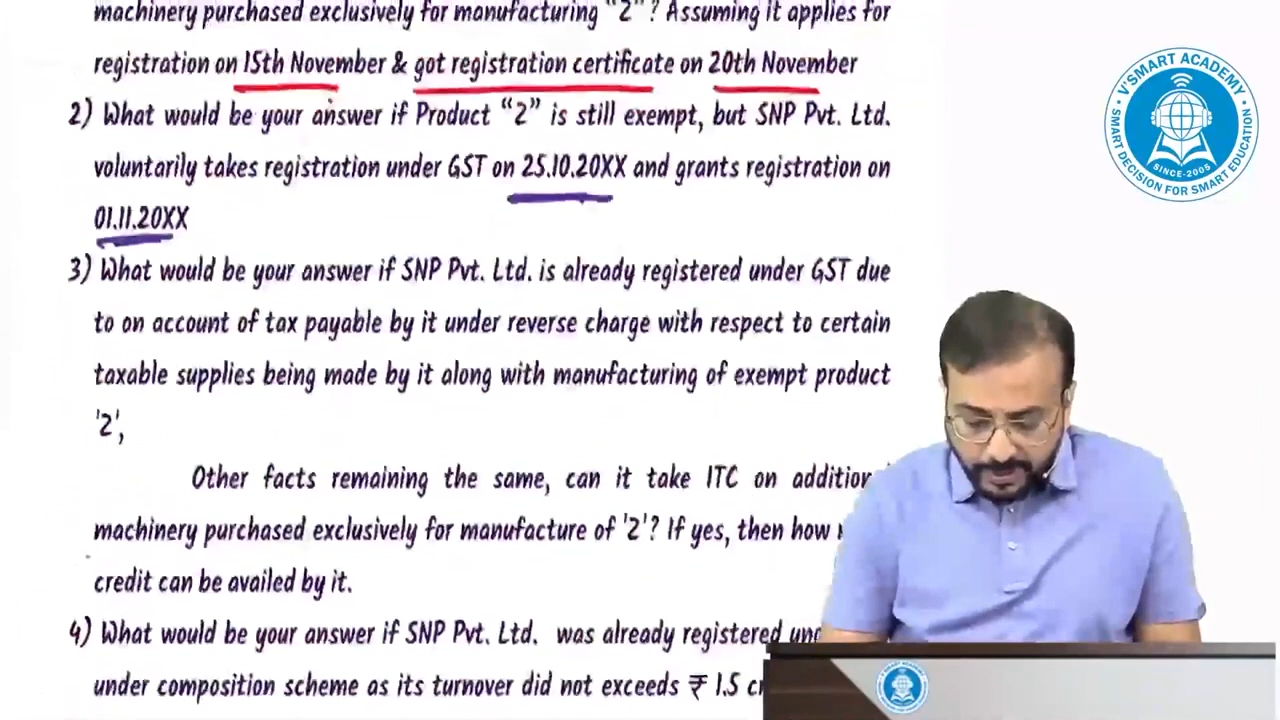 machinery purchased exclusively for manufacturing “2”? Assuming it applies for
registration on 15th November & got registration certificate on 20th November
2) What would be your answer if Product “2” is still exempt, but SNP Pvt. Ltd.
voluntarily takes registration under GST on 25.10.20XX and grants registration on
01.11.20XX
3) What would be your answer if SNP Pvt. Ltd. is already registered under GST due
to on account of tax payable by it under reverse charge with respect to certain
taxable supplies being made by it along with manufacturing of exempt product
'2',
Other facts remaining the same, can it take ITC on
machinery purchased exclusively for manufacture of '2'? If yes, then how
credit can be availed by it.
4) What would be your answer if SNP Pvt. Ltd. was already registered
under composition scheme as its turnover did not exceeds ₹ 1.5
V'SMART ACADEMY
SINCE-2005
SMART DECISION FOR SMART EDUCATION